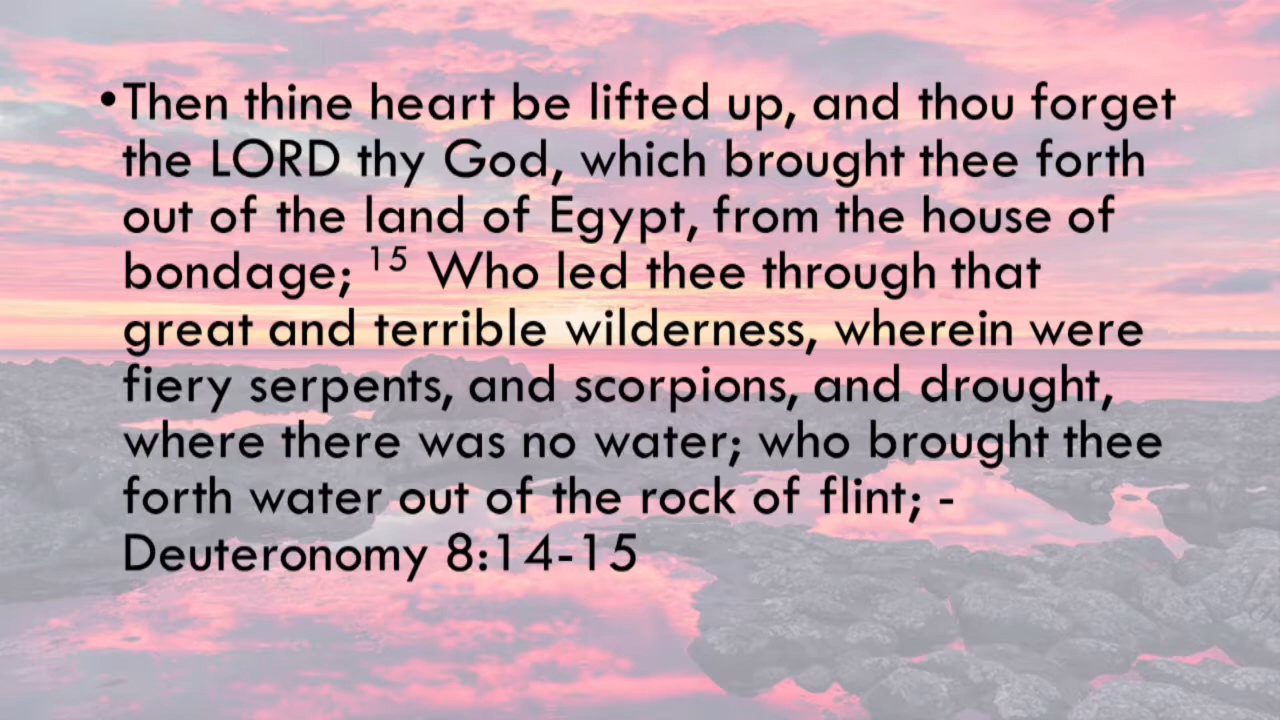 •Then thine heart be lifted up, and thou forget
the LORD thy God, which brought thee forth
out of the land of Egypt, from the house of
bondage; 15 Who led thee through that
great and terrible wilderness, wherein were
fiery serpents, and scorpions, and drought,
where there was no water; who brought thee
forth water out of the rock of flint; -
Deuteronomy 8:14-15